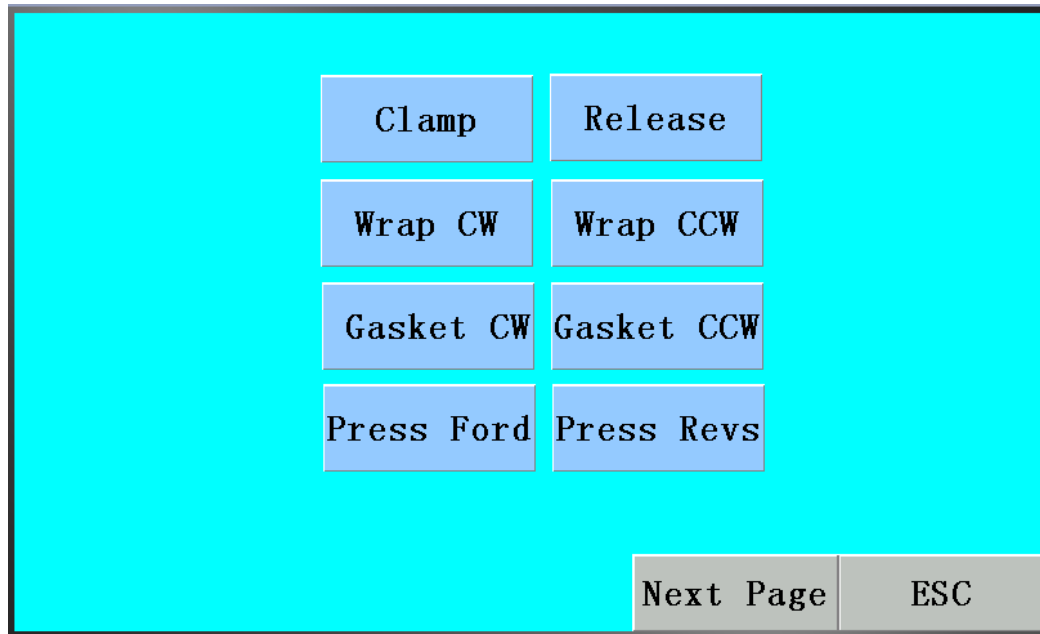 Clamp
Release
Wrap CW
Wrap CCW
Gasket CW
Gasket CCW
Press Ford
Press Revs
Next Page
ESC